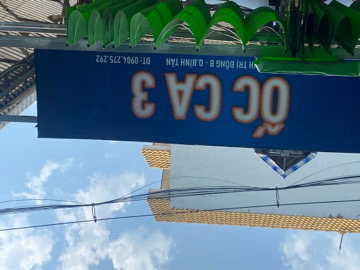 ỐC CA 3
H TRỊ ĐÔNG B - Q.BÌNH TÂN ĐT: 0904.275.292